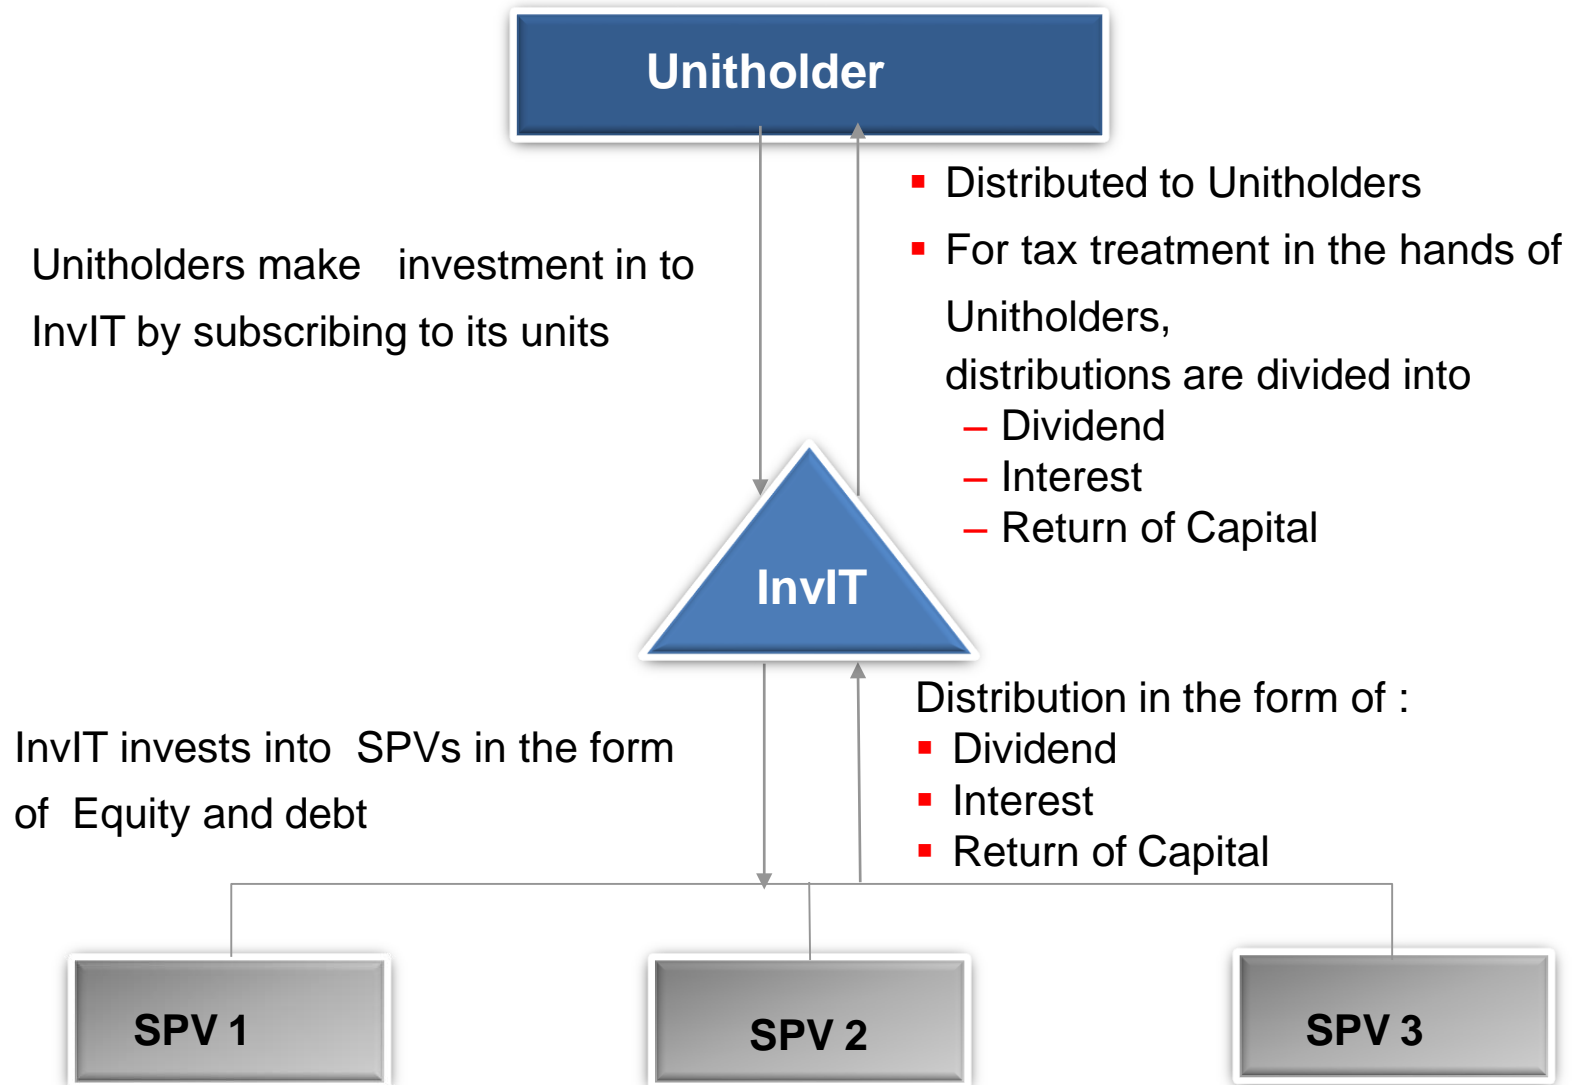 Unitholder
Unitholders make investment in to
InvIT by subscribing to its units
▪ Distributed to Unitholders
▪ For tax treatment in the hands of
Unitholders,
distributions are divided into
– Dividend
– Interest
– Return of Capital
InvIT
InvIT invests into SPVs in the form
of Equity and debt
Distribution in the form of :
▪ Dividend
▪ Interest
▪ Return of Capital
SPV 1
SPV 2
SPV 3